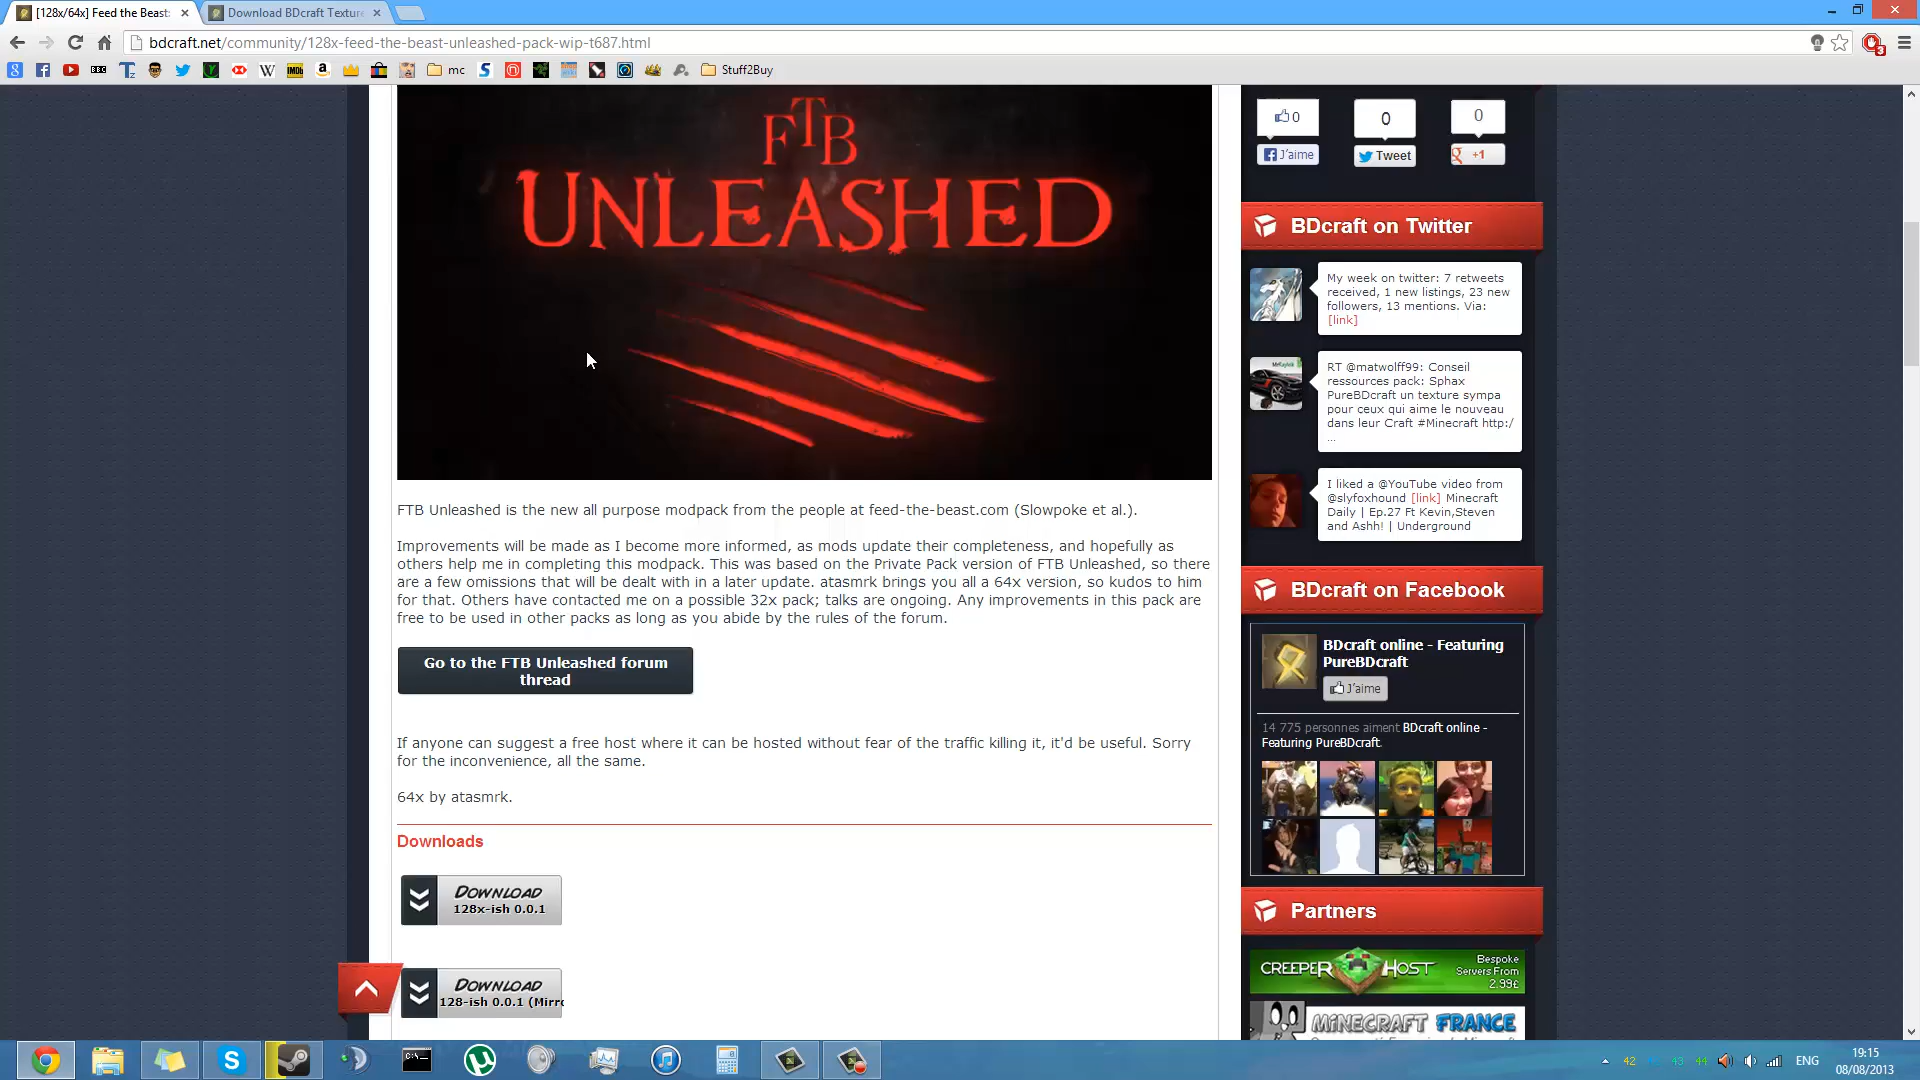 [128x/64x] Feed the Beast
Download BDcraft Texture
bdcraft.net/community/128x-feed-the-beast-unleashed-pack-wip-t687.html
3
BBC
IMDb
mc
Stuff2Buy
FTB
UNLEASHED
FTB Unleashed is the new all purpose modpack from the people at feed-the-beast.com (Slowpoke et al.).
Improvements will be made as I become more informed, as mods update their completeness, and hopefully as
others help me in completing this modpack. This was based on the Private Pack version of FTB Unleashed, so there
are a few omissions that will be dealt with in a later update. atasmrk brings you all a 64x version, so kudos to him
for that. Others have contacted me on a possible 32x pack; talks are ongoing. Any improvements in this pack are
free to be used in other packs as long as you abide by the rules of the forum.
Go to the FTB Unleashed forum
thread
If anyone can suggest a free host where it can be hosted without fear of the traffic killing it, it'd be useful. Sorry
for the inconvenience, all the same.
64x by atasmrk.
Downloads
DOWNLOAD
128x-ish 0.0.1
DOWNLOAD
128-ish 0.0.1 (Mirro
0
0
0
J'aime
Tweet
+1
BDcraft on Twitter
My week on twitter: 7 retweets
received, 1 new listings, 23 new
followers, 13 mentions. Via:
[link]
RT @matwolff99: Conseil
ressources pack: Sphax
PureBDcraft un texture sympa
pour ceux qui aime le nouveau
dans leur Craft #Minecraft http:/
...
I liked a @YouTube video from
@slyfoxhound [link] Minecraft
Daily | Ep.27 Ft Kevin,Steven
and Ashh! | Underground
BDcraft on Facebook
BDcraft online - Featuring
PureBDcraft
J'aime
14 775 personnes aiment BDcraft online -
Featuring PureBDcraft.
Partners
CREEPER HOST
Bespoke
Servers From
2.99£
MINECRAFT FRANCE
42
43
44
ENG
19:15
08/08/2013